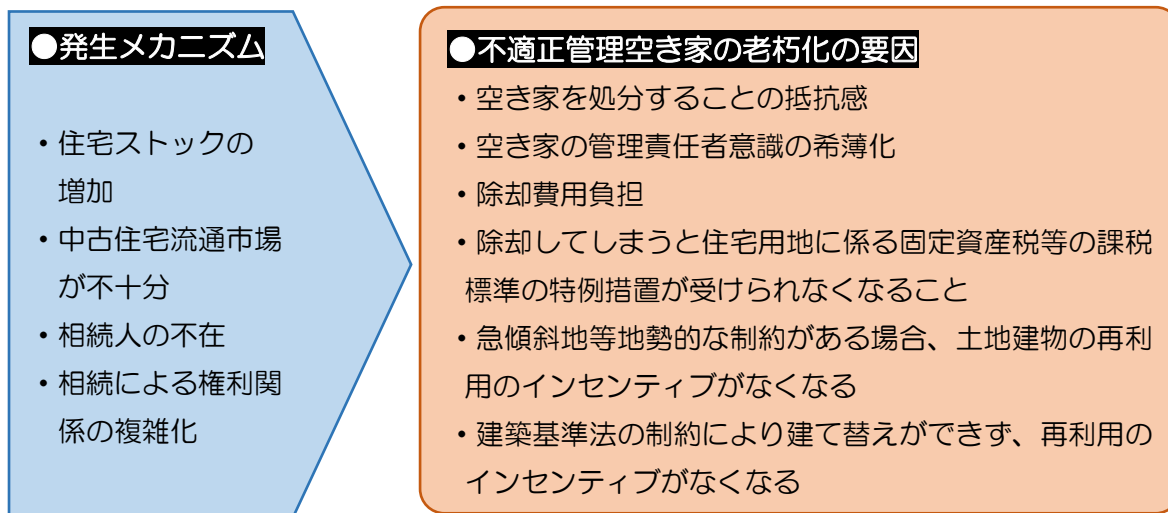 ●発生メカニズム
・住宅ストックの
増加
・中古住宅流通市場
が不十分
・相続人の不在
・相続による権利関
係の複雑化
●不適正管理空き家の老朽化の要因
・空き家を処分することの抵抗感
・空き家の管理責任者意識の希薄化
・除却費用負担
・除却してしまうと住宅用地に係る固定資産税等の課税
標準の特例措置が受けられなくなること
・急傾斜地等地勢的な制約がある場合、土地建物の再利
用のインセンティブがなくなる
・建築基準法の制約により建て替えができず、再利用の
インセンティブがなくなる